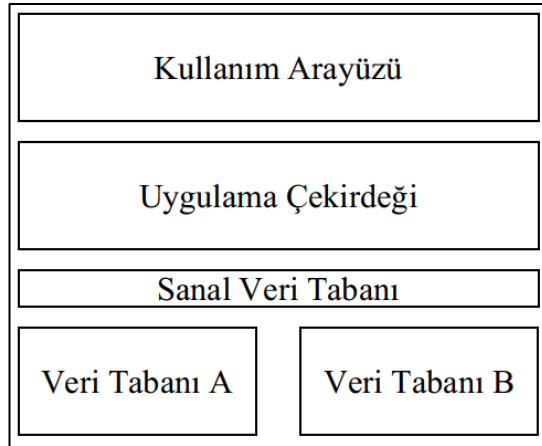 Kullanım Arayüzü
Uygulama Çekirdeği
Sanal Veri Tabanı
Veri Tabanı A
Veri Tabanı B